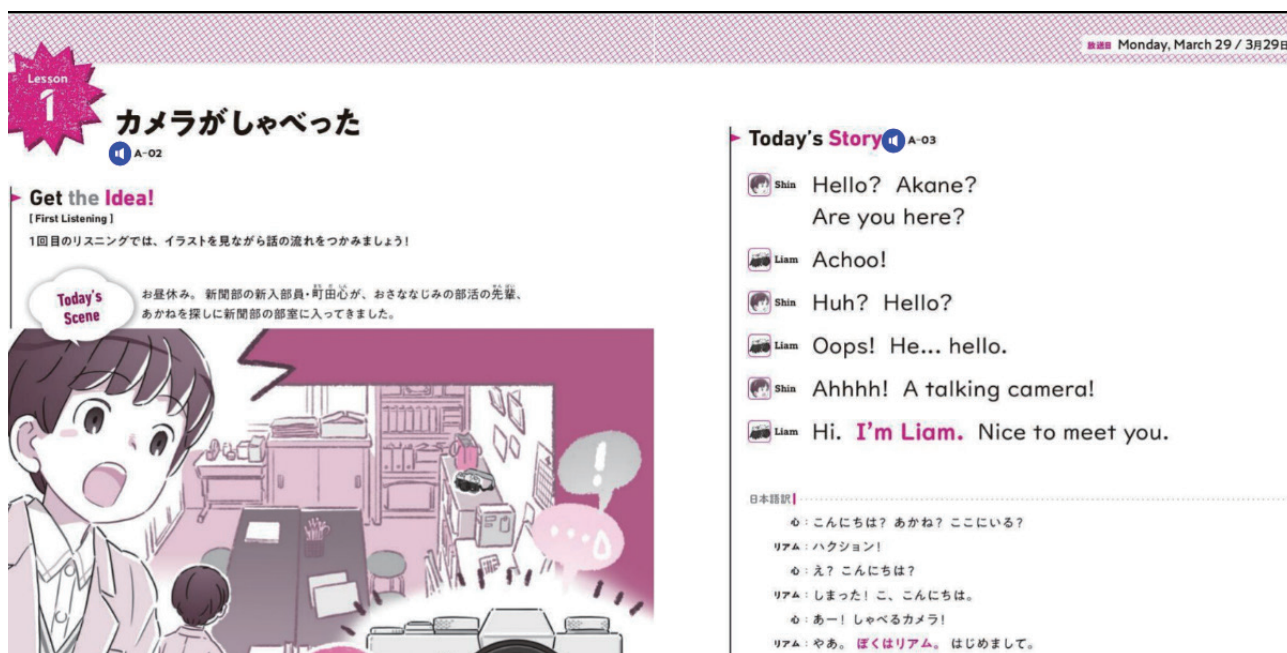 Lesson
1
カメラがしゃべった
A-02
Get the Idea!
[First Listening]
1回目のリスニングでは、イラストを見ながら話の流れをつかみましょう!
Today's
Scene
お昼休み。新聞部の新入部員・町田心が、おさななじみの部活の先輩、
あかねを探しに新聞部の部室に入ってきました。
!
放送日 Monday, March 29 / 3月29日
Today's Story A-03
Shin Hello? Akane?
Are you here?
Liam Achoo!
Shin Huh? Hello?
Liam Oops! He... hello.
Shin Ahhhh! A talking camera!
Liam Hi. I'm Liam. Nice to meet you.
日本語訳
心:こんにちは? あかね? ここにいる?
リアム:ハクション!
心:え? こんにちは?
リアム:しまった! こ、こんにちは。
心:あー! しゃべるカメラ!
リアム:やあ。ぼくはリアム。はじめまして。